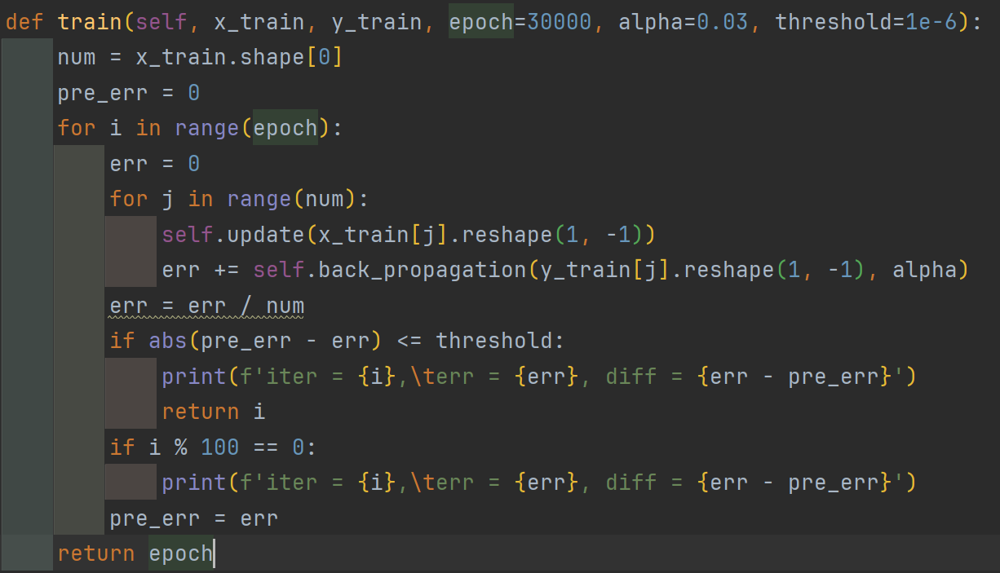 def train(self, x_train, y_train, epoch=30000, alpha=0.03, threshold=1e-6):
    num = x_train.shape[0]
    pre_err = 0
    for i in range(epoch):
        err = 0
        for j in range(num):
            self.update(x_train[j].reshape(1, -1))
            err += self.back_propagation(y_train[j].reshape(1, -1), alpha)
        err = err / num
        if abs(pre_err - err) <= threshold:
            print(f'iter = {i},\terr = {err}, diff = {err - pre_err}')
            return i
        if i % 100 == 0:
            print(f'iter = {i},\terr = {err}, diff = {err - pre_err}')
        pre_err = err
    return epoch